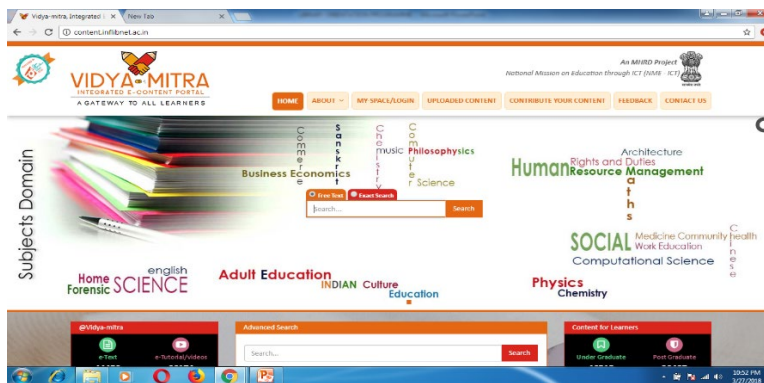 Vidya-mitra, Integrated I
New Tab
content.inflibnet.ac.in
VIDYA-MITRA
INTEGRATED E-CONTENT PORTAL
A GATEWAY TO ALL LEARNERS
An MHRD Project
National Mission on Education through ICT (NME - ICT)
HOME ABOUT MY SPACE/LOGIN UPLOADED CONTENT CONTRIBUTE YOUR CONTENT FEEDBACK CONTACT US
Subjects Domain
Commerce
Sanskrit
Chemistry
Computer
music Philosophysics
Business Economics
Science
Free Text Exact Search
Search...
Search
Architecture
Human Rights and Duties
Resource Management
aths
SOCIAL Medicine Community health
Work Education
Chinese
Computational Science
Home english
Forensic SCIENCE
Adult Education
INDIAN Culture
Education
Physics
Chemistry
@Vidya-mitra
e-Text e-Tutorial/videos
Advanced Search
Search...
Search
Content for Learners
Under Graduate Post Graduate
10:52 PM
3/27/2018